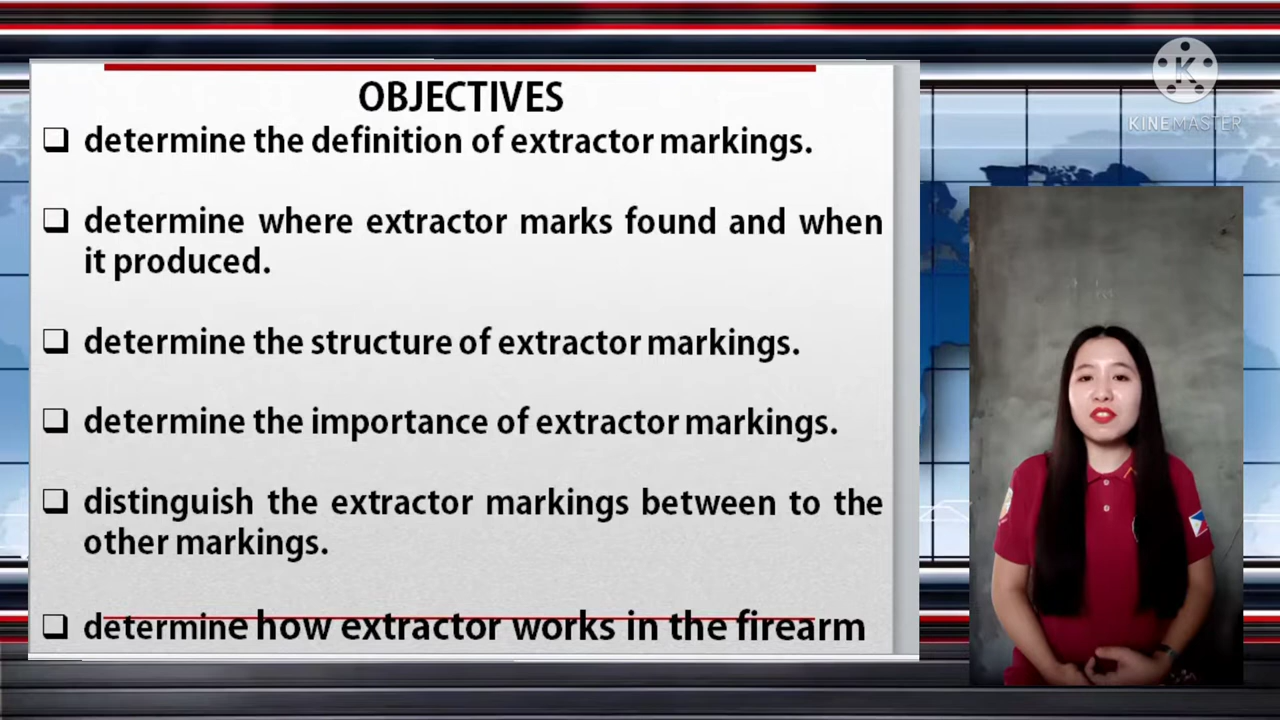 OBJECTIVES
❑ determine the definition of extractor markings.
❑ determine where extractor marks found and when
it produced.
❑ determine the structure of extractor markings.
❑ determine the importance of extractor markings.
❑ distinguish the extractor markings between to the
other markings.
❑ determine how extractor works in the firearm
K
KINEMASTER